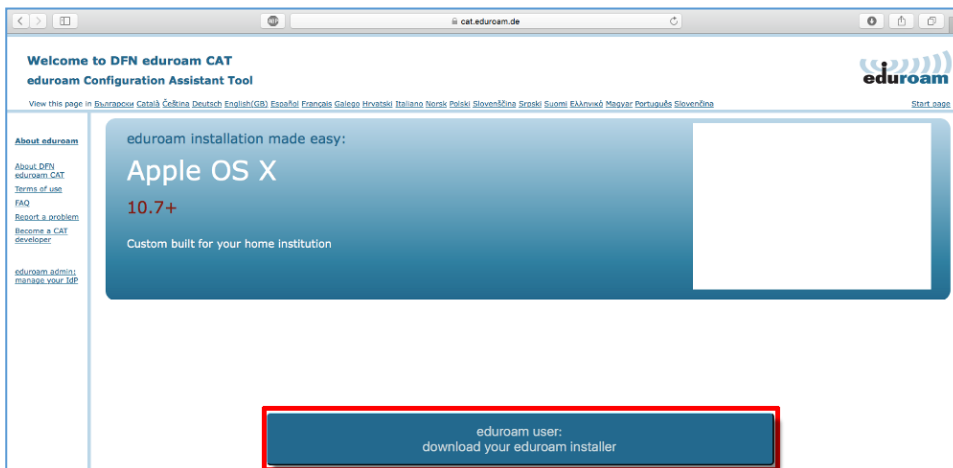 ABP
cat.eduroam.de
Welcome to DFN eduroam CAT
eduroam Configuration Assistant Tool
eduroam
View this page in Български Català Čeština Deutsch English(GB) Español Français Galego Hrvatski Italiano Norsk Polski Slovenščina Srpski Suomi Ελληνικά Magyar Português Slovenčina
Start page
About eduroam
About DFN
eduroam CAT
Terms of use
FAQ
Report a problem
Become a CAT
developer
eduroam admin:
manage your IdP
eduroam installation made easy:
Apple OS X
10.7+
Custom built for your home institution
eduroam user:
download your eduroam installer